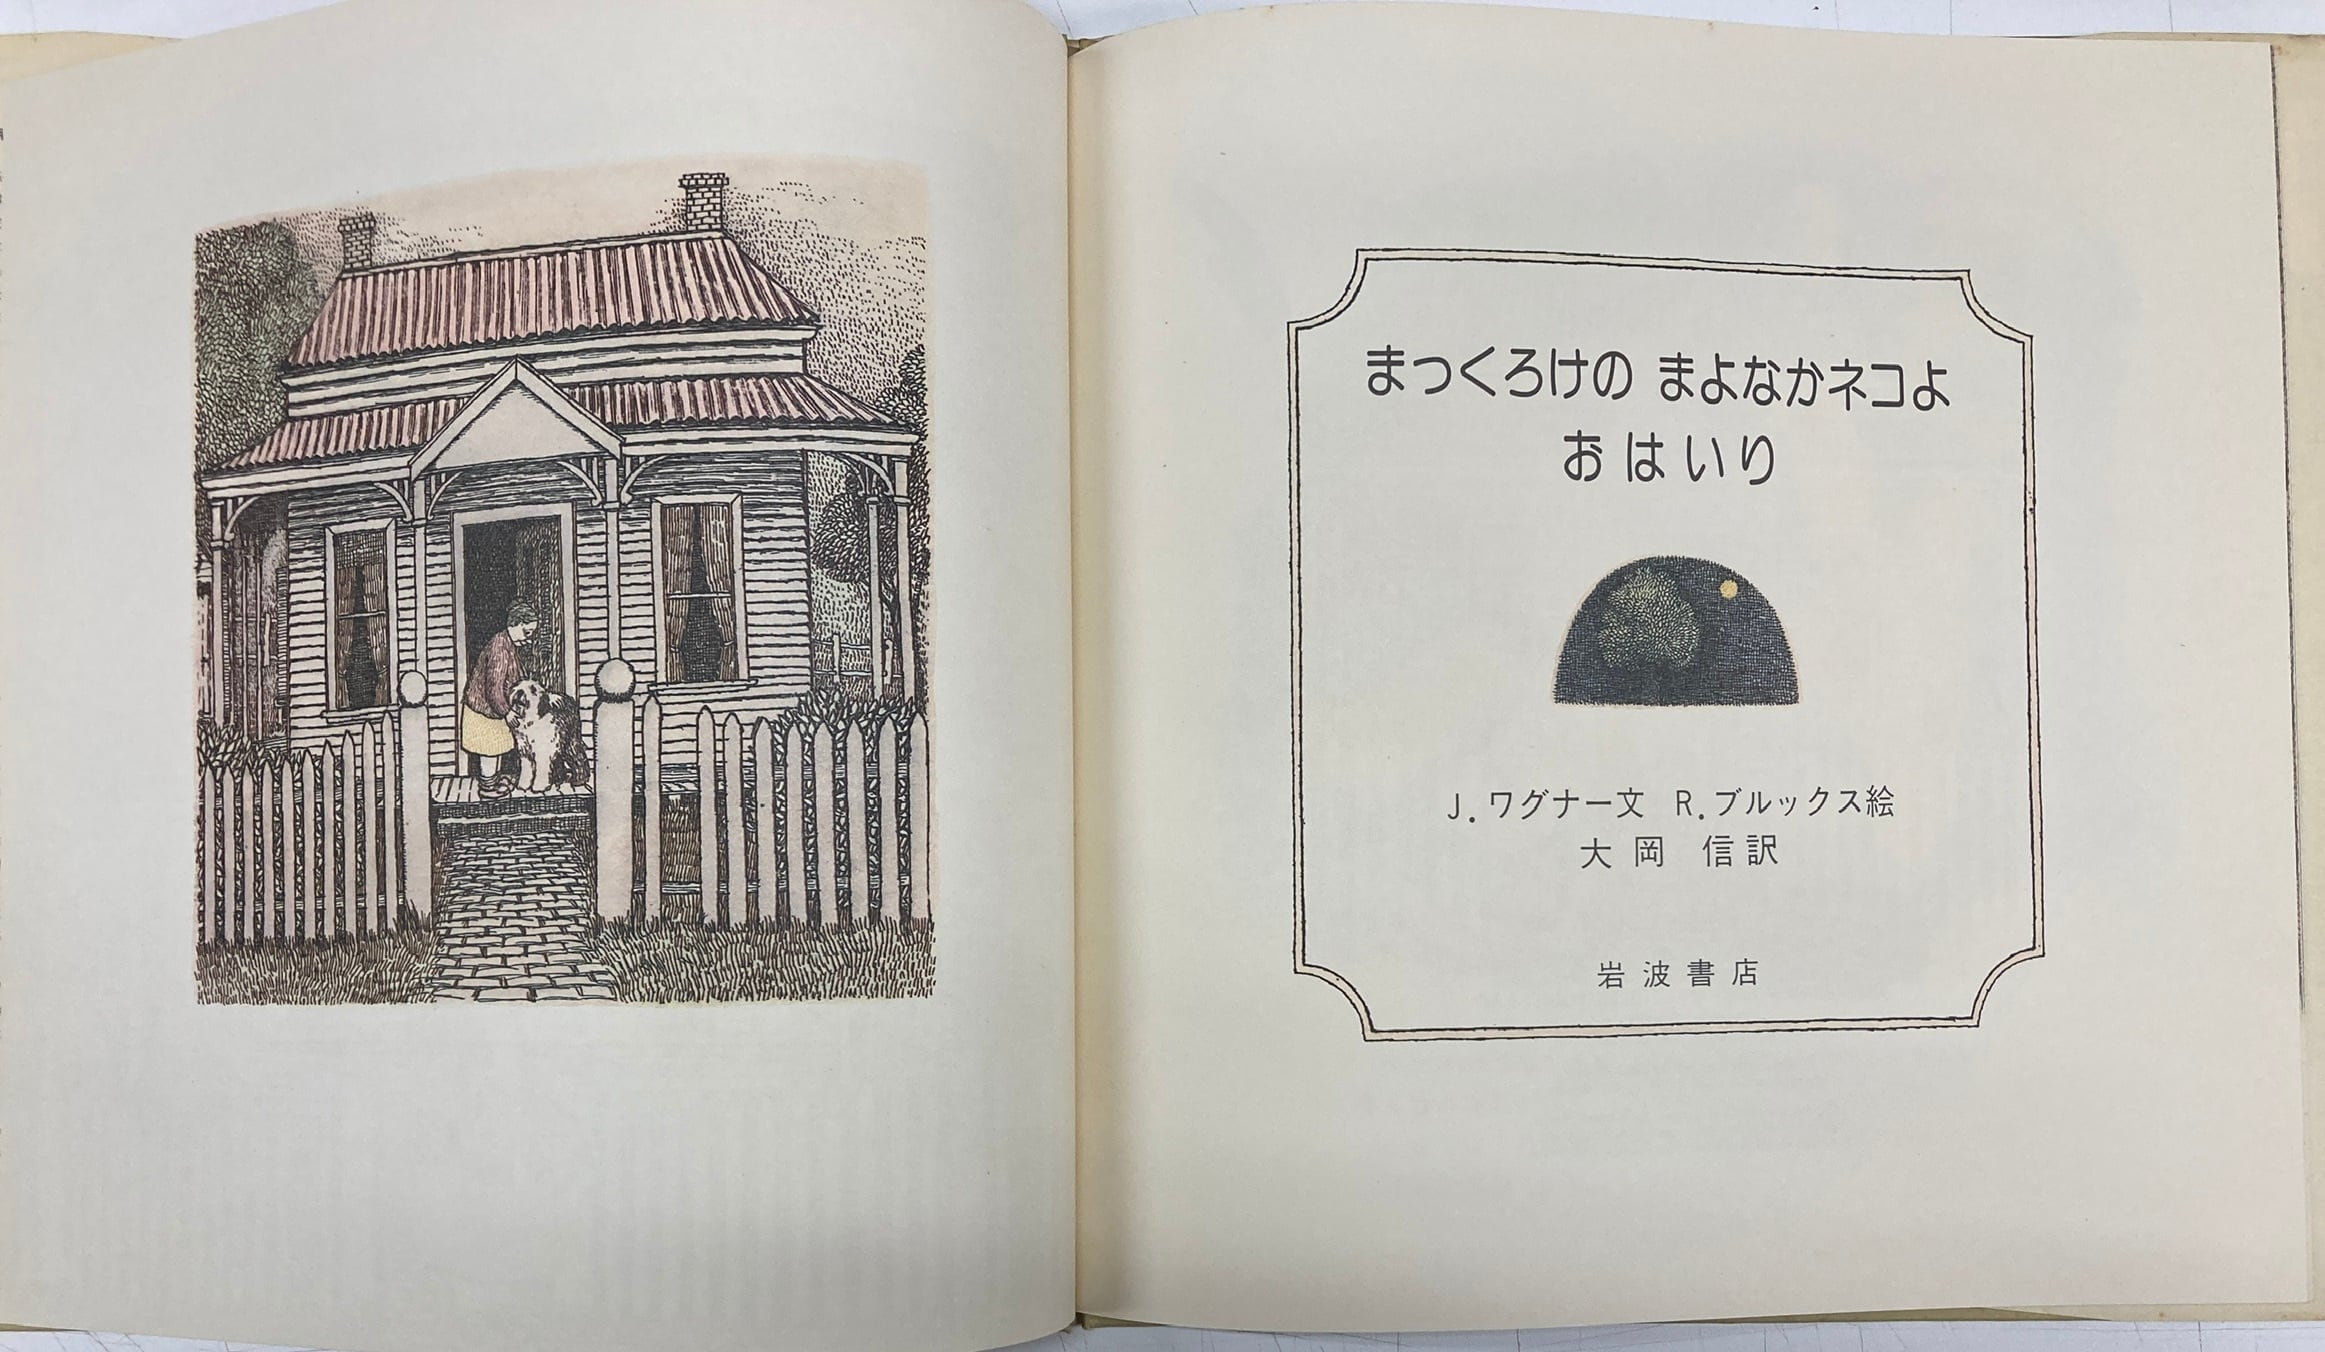 まっくろけの まよなかネコよ
おはいり
J.ワグナー文 R.ブルックス絵
大岡 信訳
岩波書店